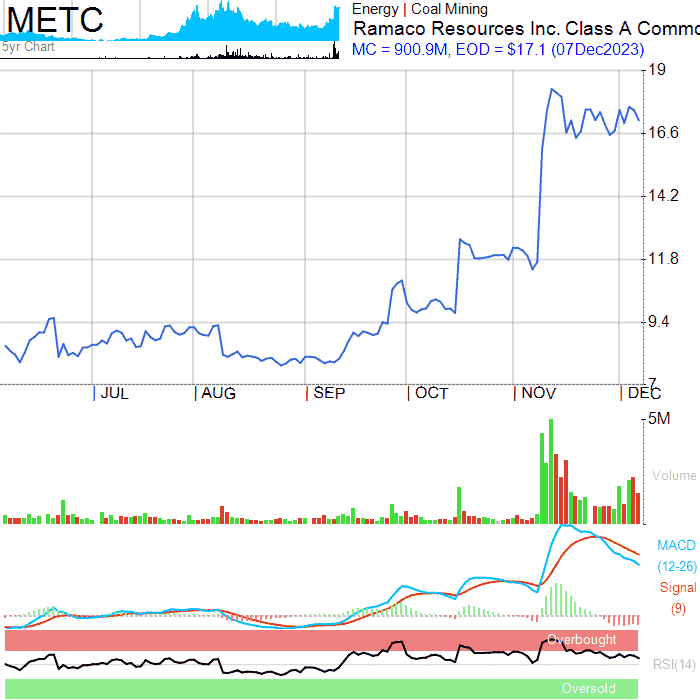 METC
5yr Chart
Energy | Coal Mining
Ramaco Resources Inc. Class A Commo
MC = 900.9M, EOD = $17.1 (07Dec2023)
19
16.6
14.2
11.8
9.4
7
JUL AUG SEP OCT NOV DEC
5M
Volume
MACD
(12-26)
Signal
(9)
Overbought
RSI(14)
Oversold